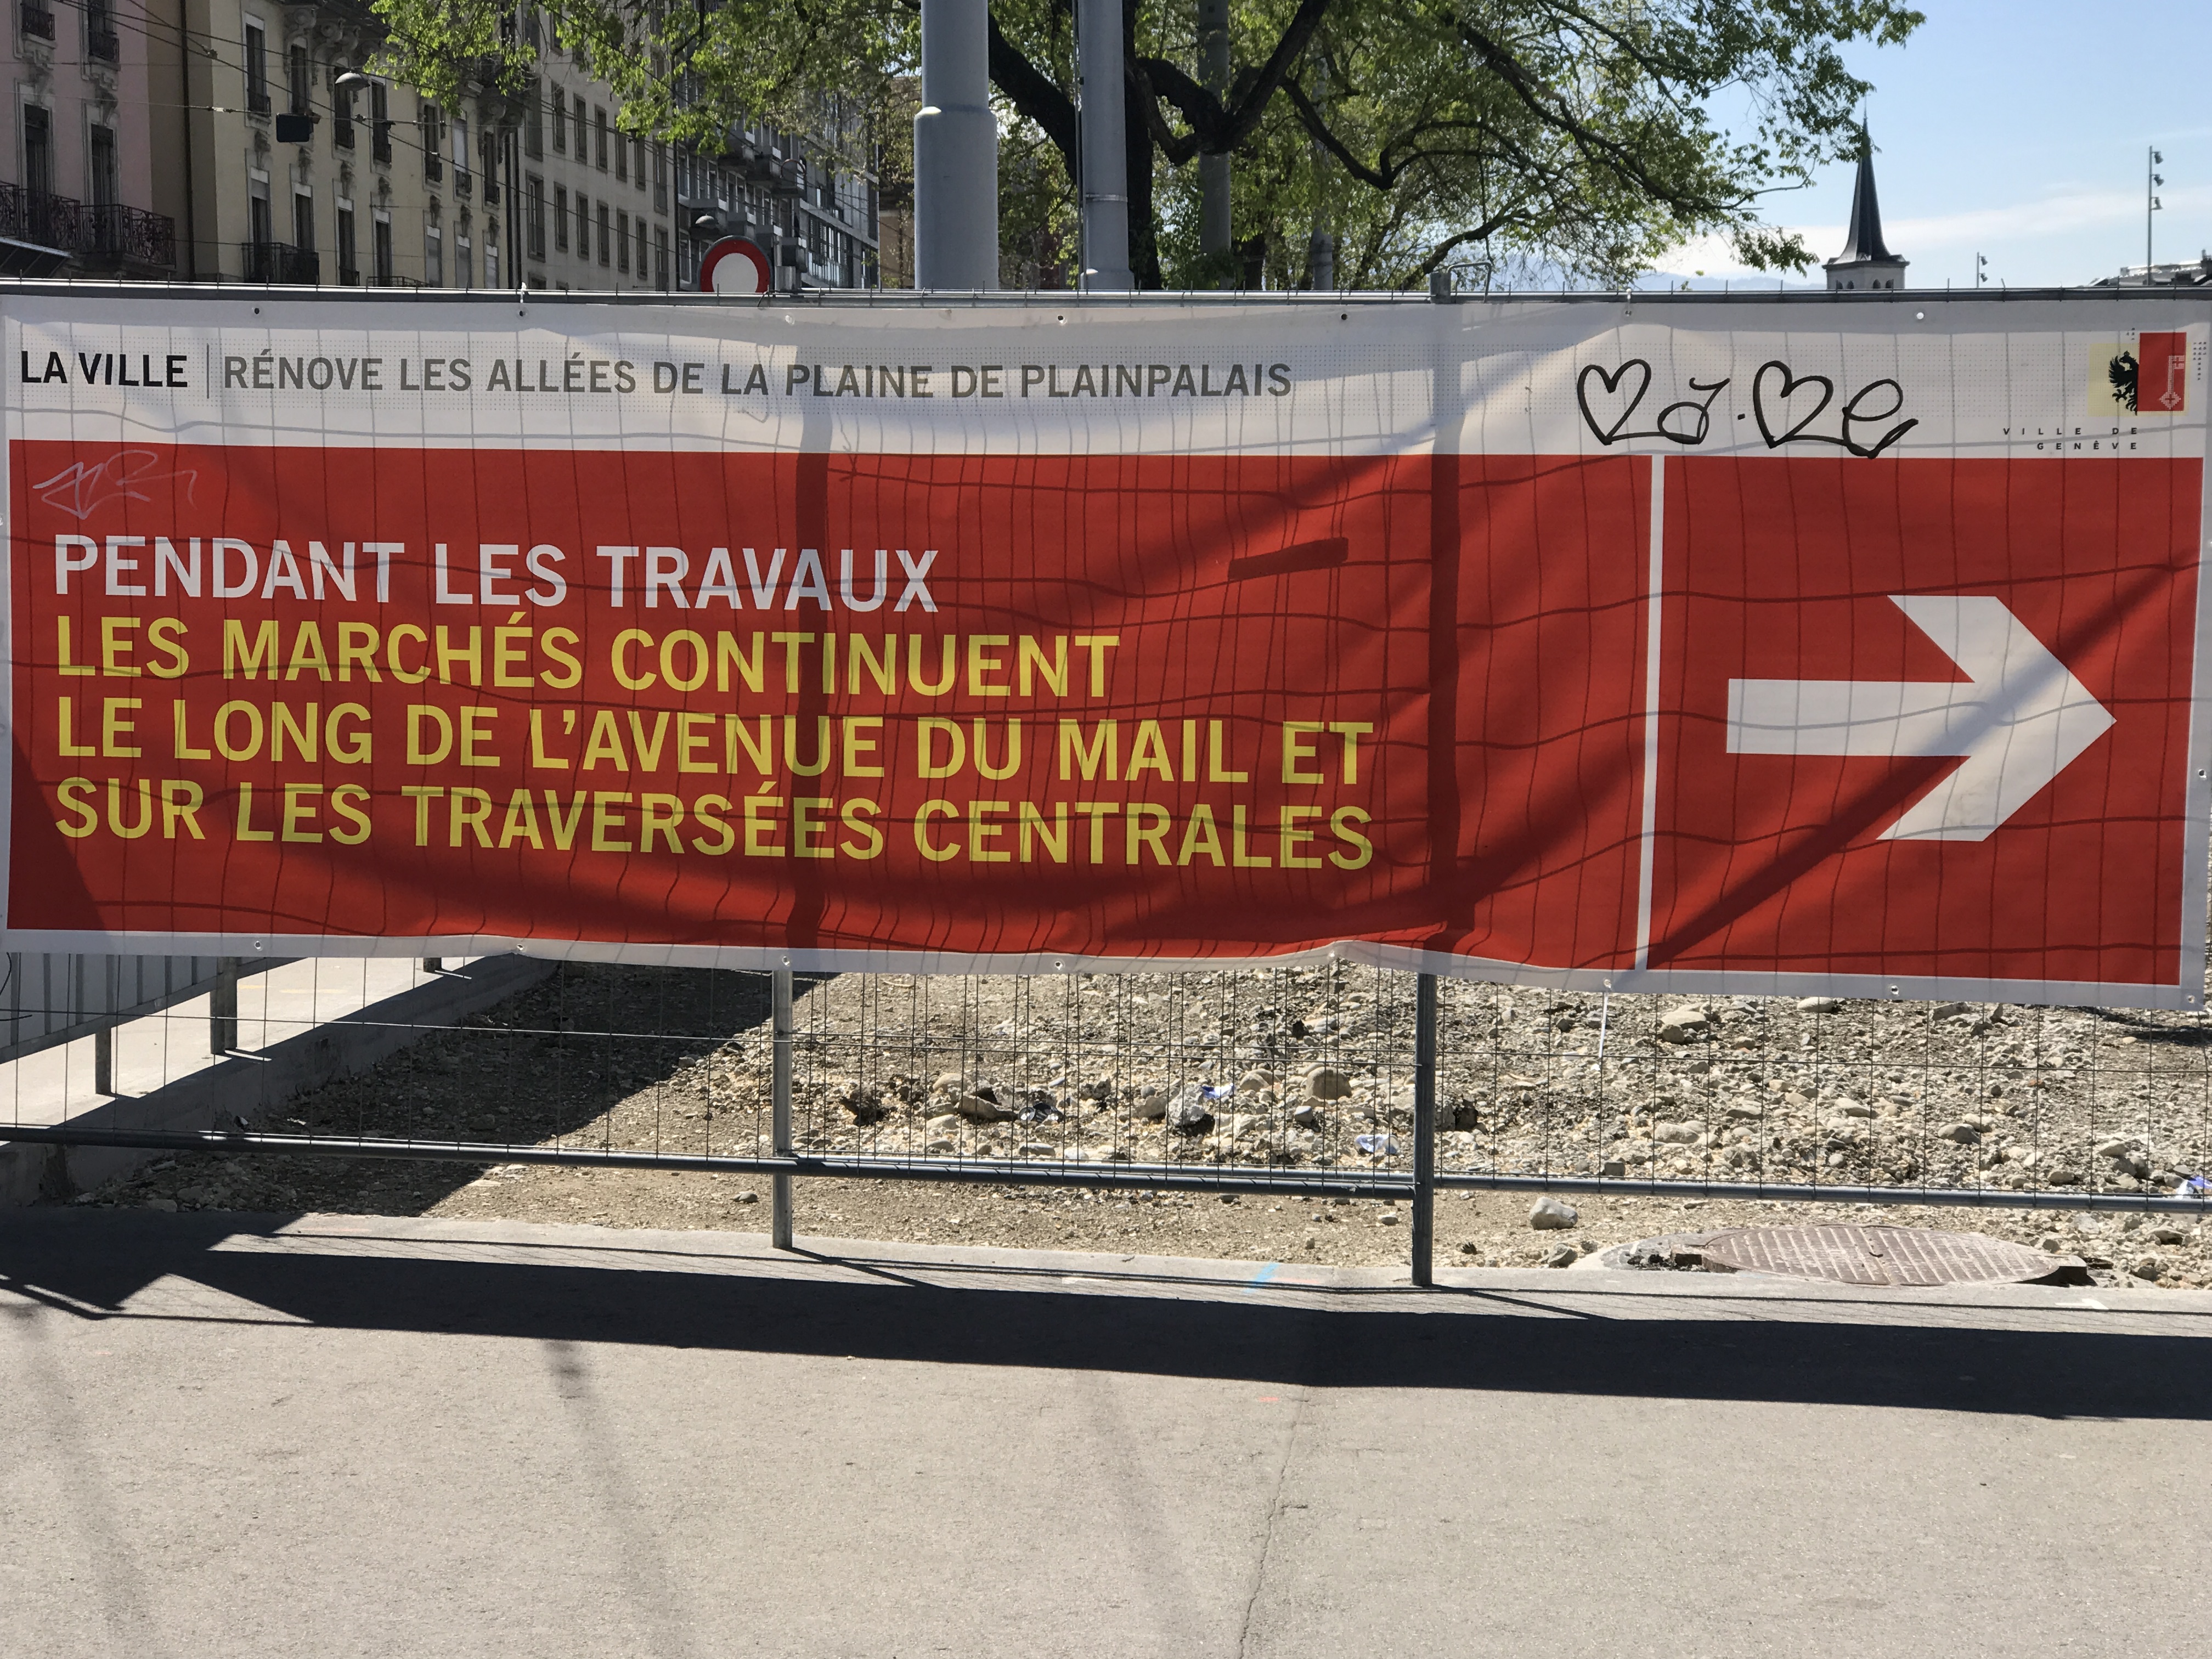 LA VILLE | RÉNOVE LES ALLÉES DE LA PLAINE DE PLAINPALAIS
VILLE DE
GENÈVE
PENDANT LES TRAVAUX
LES MARCHÉS CONTINUENT
LE LONG DE L'AVENUE DU MAIL ET
SUR LES TRAVERSÉES CENTRALES